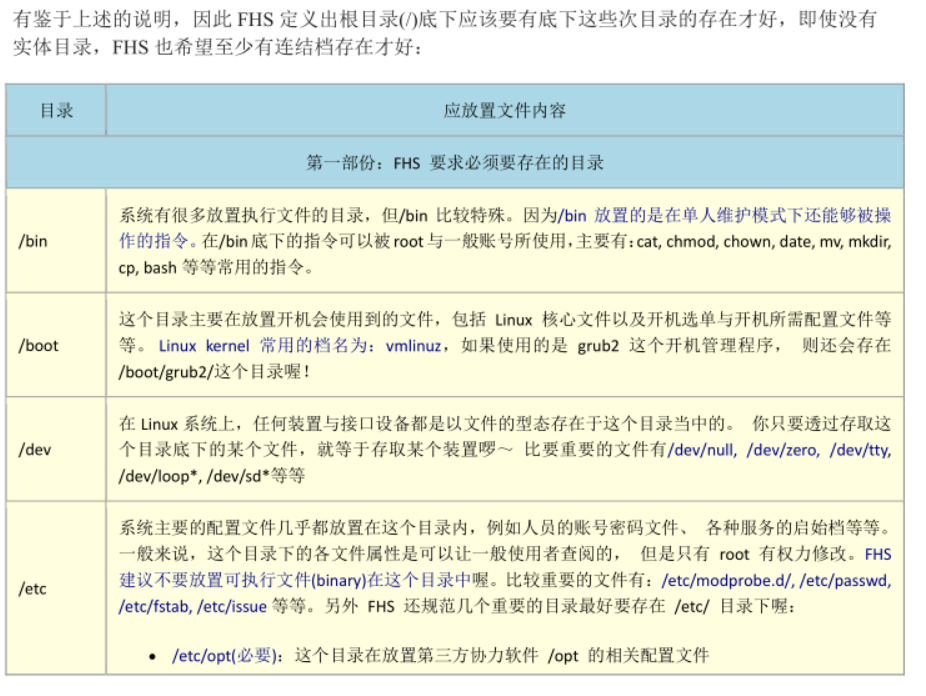 有鉴于上述的说明，因此 FHS 定义出根目录(/)底下应该要有底下这些次目录的存在才好，即使没有
实体目录，FHS 也希望至少有连结档存在才好：
目录 应放置文件内容
第一部份：FHS 要求必须要存在的目录
/bin
系统有很多放置执行文件的目录，但/bin 比较特殊。因为/bin 放置的是在单人维护模式下还能够被操
作的指令。在/bin 底下的指令可以被 root 与一般账号所使用，主要有：cat, chmod, chown, date, mv, mkdir,
cp, bash 等等常用的指令。
/boot
这个目录主要在放置开机会使用到的文件，包括 Linux 核心文件以及开机选单与开机所需配置文件等
等。 Linux kernel 常用的档名为：vmlinuz，如果使用的是 grub2 这个开机管理程序， 则还会存在
/boot/grub2/这个目录喔！
/dev
在 Linux 系统上，任何装置与接口设备都是以文件的型态存在于这个目录当中的。 你只要透过存取这
个目录底下的某个文件，就等于存取某个装置啰～ 比要重要的文件有/dev/null, /dev/zero, /dev/tty,
/dev/loop*, /dev/sd*等等
/etc
系统主要的配置文件几乎都放置在这个目录内，例如人员的账号密码文件、 各种服务的启始档等等。
一般来说，这个目录下的各文件属性是可以让一般使用者查阅的， 但是只有 root 有权力修改。FHS
建议不要放置可执行文件(binary)在这个目录中喔。比较重要的文件有：/etc/modprobe.d/, /etc/passwd,
/etc/fstab, /etc/issue 等等。另外 FHS 还规范几个重要的目录最好要存在 /etc/ 目录下喔：
• /etc/opt(必要)：这个目录在放置第三方协力软件 /opt 的相关配置文件